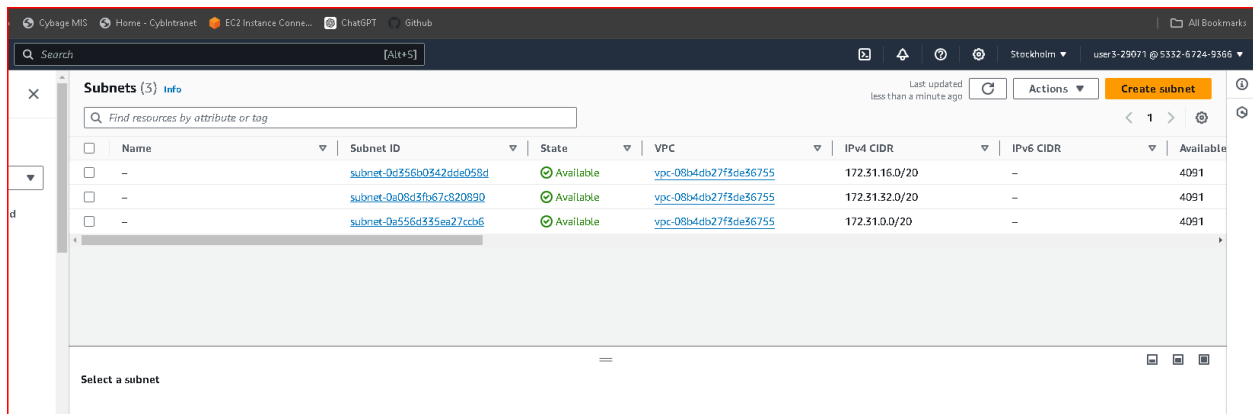 Cybage MIS Home - CybIntranet EC2 Instance Conne... ChatGPT Github All Bookmarks
Search [Alt+S] Stockholm user3-29071 @ 5332-6724-9366
Subnets (3) Info Last updated less than a minute ago Actions Create subnet
Find resources by attribute or tag 1
Name Subnet ID State VPC IPv4 CIDR IPv6 CIDR Available
– subnet-0d356b0342dde058d Available vpc-08b4db27f3de36755 172.31.16.0/20 – 4091
– subnet-0a08d3fb67c820890 Available vpc-08b4db27f3de36755 172.31.32.0/20 – 4091
d
– subnet-0a556d335ea27ccb6 Available vpc-08b4db27f3de36755 172.31.0.0/20 – 4091
Select a subnet